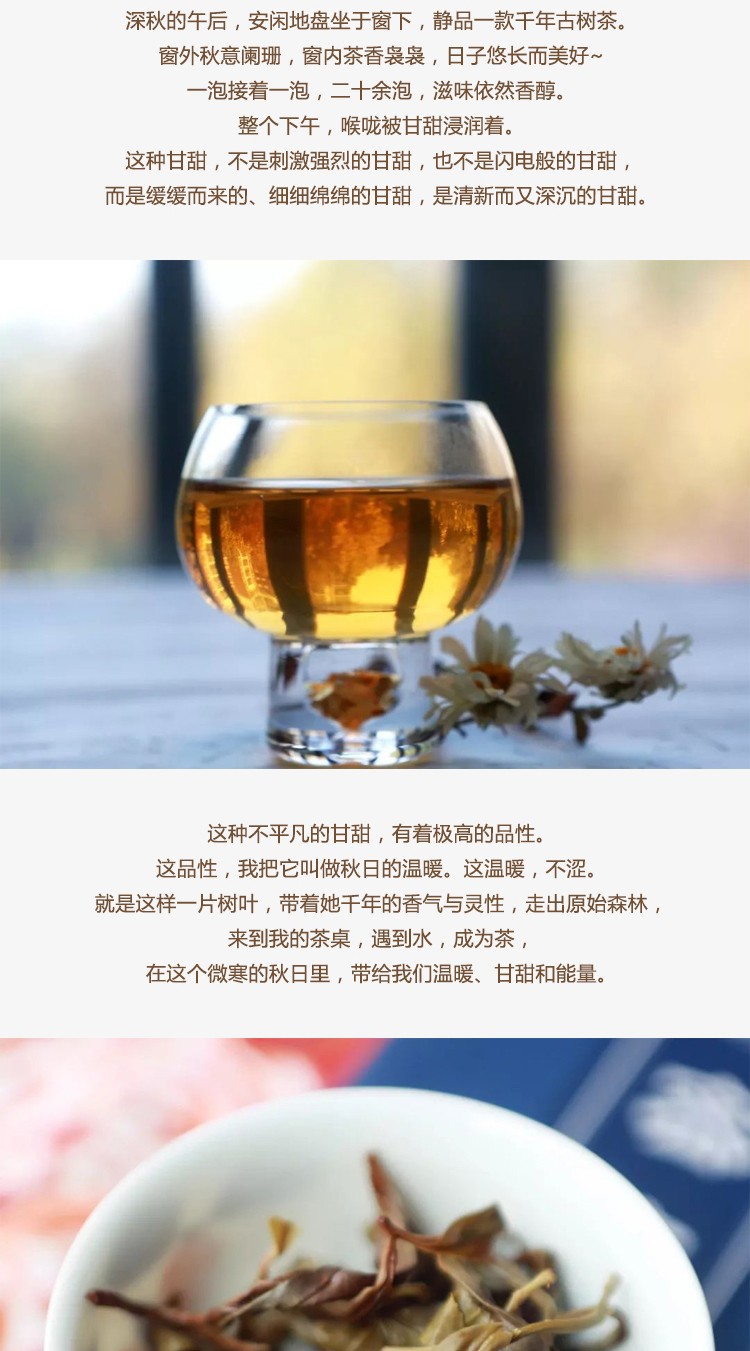 深秋的午后，安闲地盘坐于窗下，静品一款千年古树茶。
窗外秋意阑珊，窗内茶香袅袅，日子悠长而美好~
一泡接着一泡，二十余泡，滋味依然香醇。
整个下午，喉咙被甘甜浸润着。
这种甘甜，不是刺激强烈的甘甜，也不是闪电般的甘甜，
而是缓缓而来的、细细绵绵的甘甜，是清新而又深沉的甘甜。
这种不平凡的甘甜，有着极高的品性。
这品性，我把它叫做秋日的温暖。这温暖，不涩。
就是这样一片树叶，带着她千年的香气与灵性，走出原始森林，
来到我的茶桌，遇到水，成为茶，
在这个微寒的秋日里，带给我们温暖、甘甜和能量。